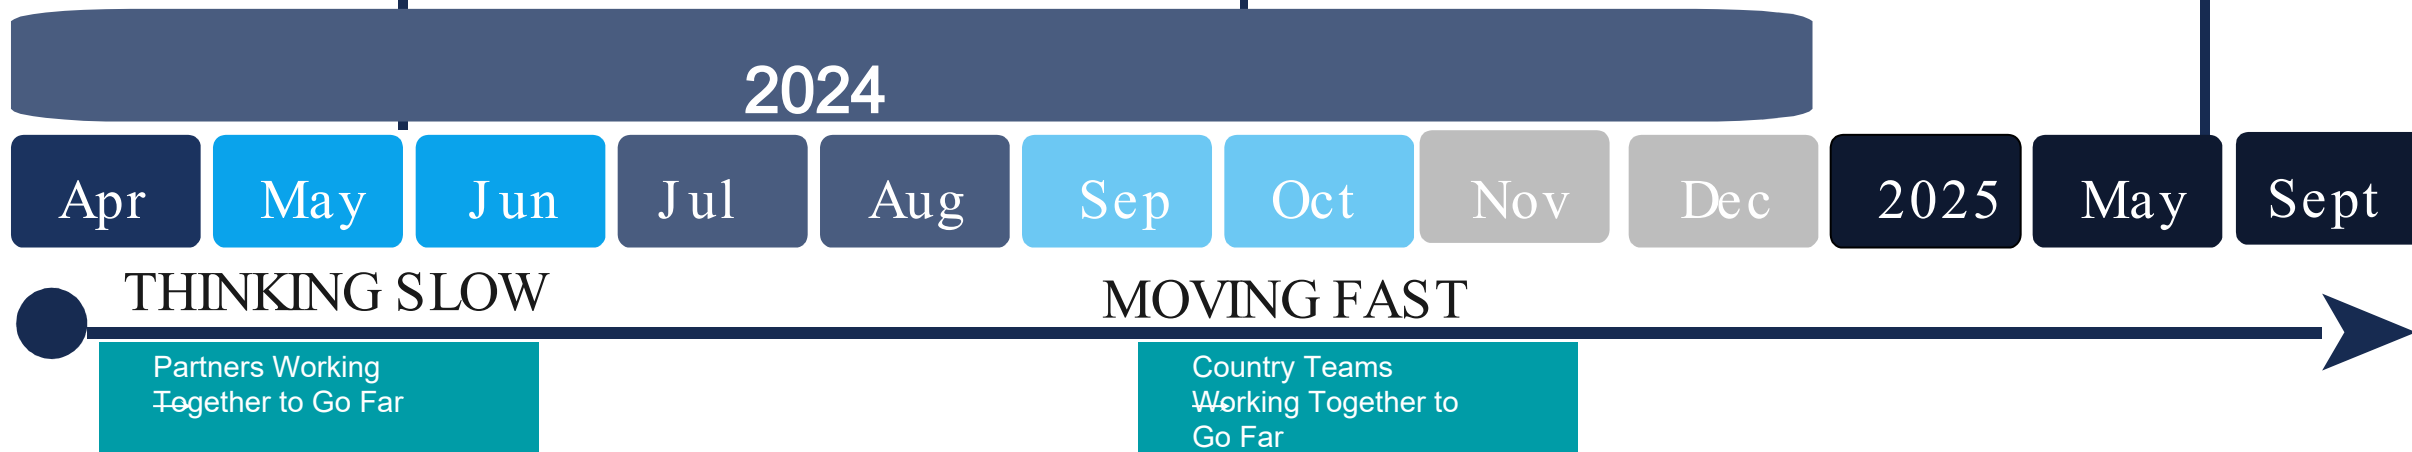 2024
Apr May Jun Jul Aug Sep Oct Nov Dec 2025 May Sept
THINKING SLOW
MOVING FAST
Partners Working
Together to Go Far
Country Teams
Working Together to
Go Far